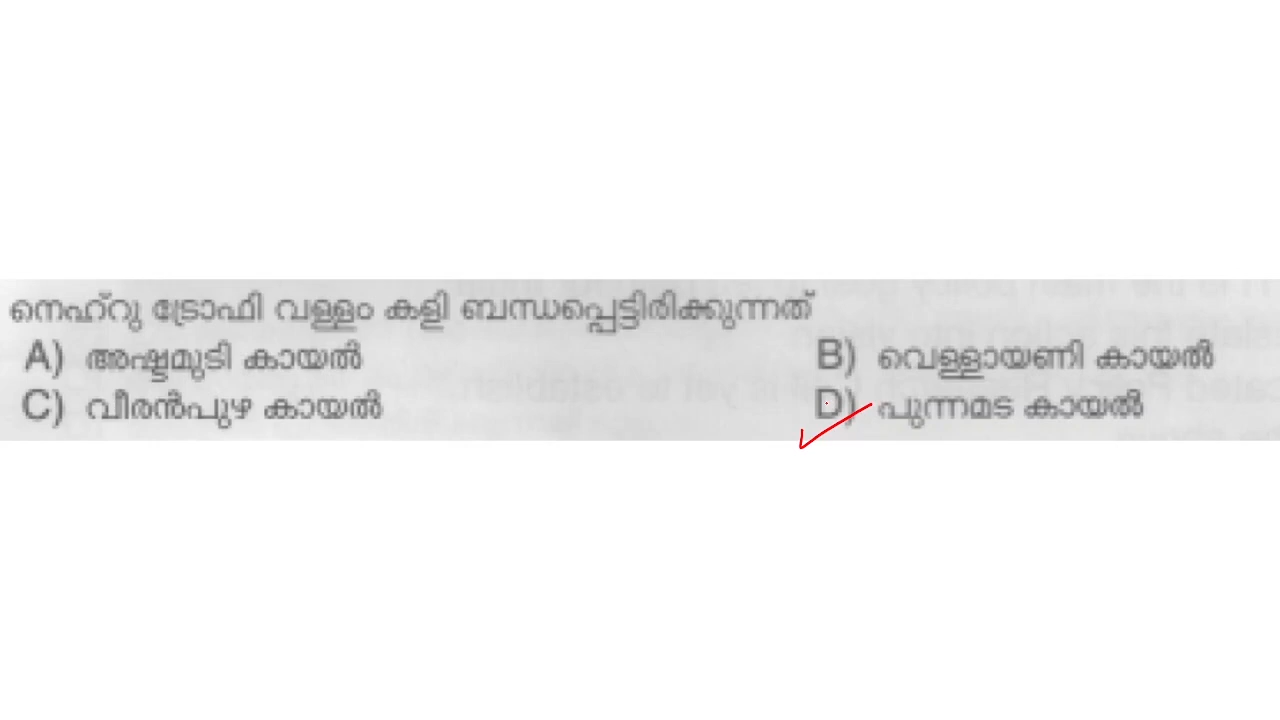 നെഹ്റു ട്രോഫി വള്ളം കളി ബന്ധപ്പെട്ടിരിക്കുന്നത്
A) അഷ്ടമുടി കായൽ B) വെള്ളായണി കായൽ
C) വീരൻപുഴ കായൽ D) പുന്നമട കായൽ